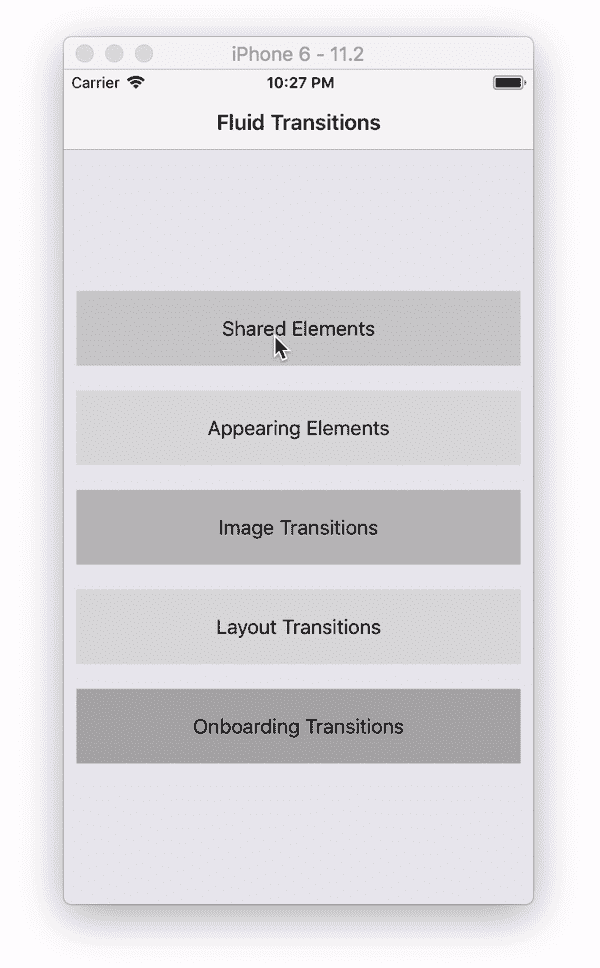 iPhone 6 - 11.2
Carrier 10:27 PM
Fluid Transitions
Shared Elements
Appearing Elements
Image Transitions
Layout Transitions
Onboarding Transitions